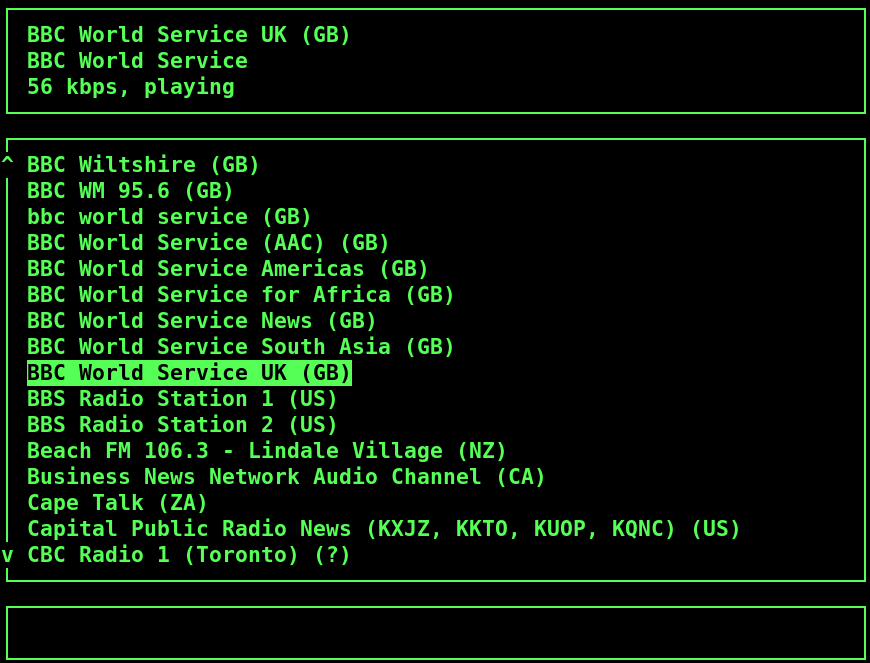 BBC World Service UK (GB)
BBC World Service
56 kbps, playing
^ BBC Wiltshire (GB)
BBC WM 95.6 (GB)
bbc world service (GB)
BBC World Service (AAC) (GB)
BBC World Service Americas (GB)
BBC World Service for Africa (GB)
BBC World Service News (GB)
BBC World Service South Asia (GB)
BBC World Service UK (GB)
BBS Radio Station 1 (US)
BBS Radio Station 2 (US)
Beach FM 106.3 - Lindale Village (NZ)
Business News Network Audio Channel (CA)
Cape Talk (ZA)
Capital Public Radio News (KXJZ, KKTO, KUOP, KQNC) (US)
v CBC Radio 1 (Toronto) (?)